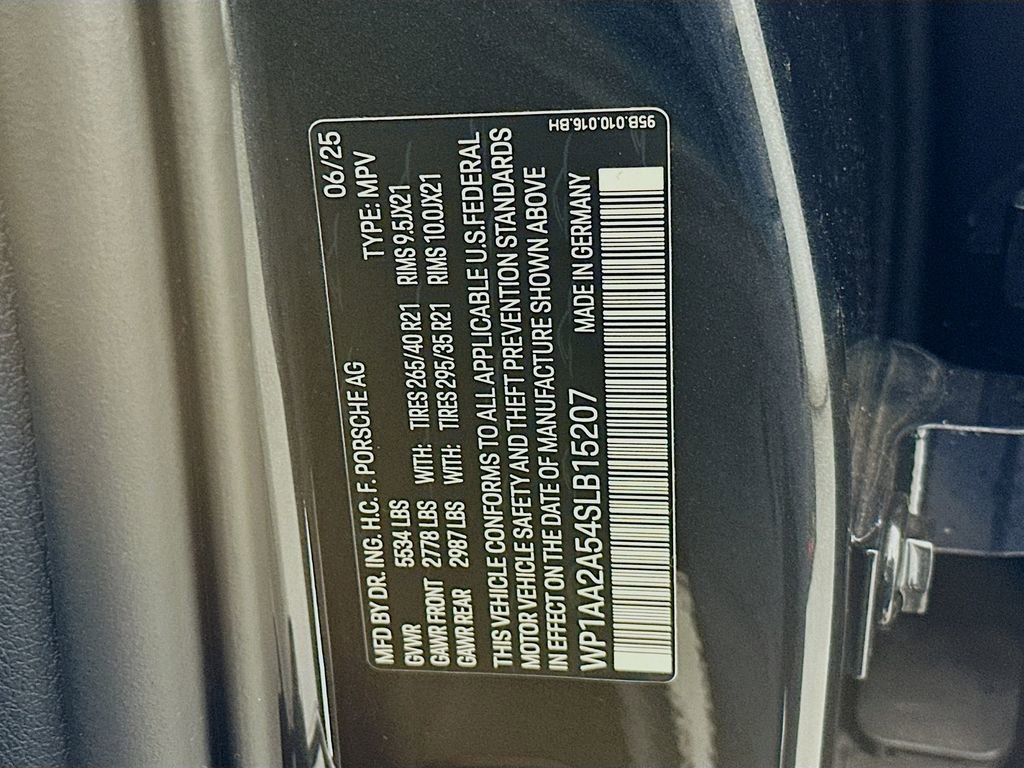 MFD BY DR. ING. H.C. F. PORSCHE AG 06/25
GVWR 5534 LBS TYPE: MPV
GAWR FRONT 2778 LBS WITH: TIRES 265/40 R21 RIMS 9.5JX21
GAWR REAR 2987 LBS WITH: TIRES 295/35 R21 RIMS 10.0JX21
THIS VEHICLE CONFORMS TO ALL APPLICABLE U.S.FEDERAL
MOTOR VEHICLE SAFETY AND THEFT PREVENTION STANDARDS
IN EFFECT ON THE DATE OF MANUFACTURE SHOWN ABOVE
WP1AA2A54SLB15207 MADE IN GERMANY
95B.010.016.BH